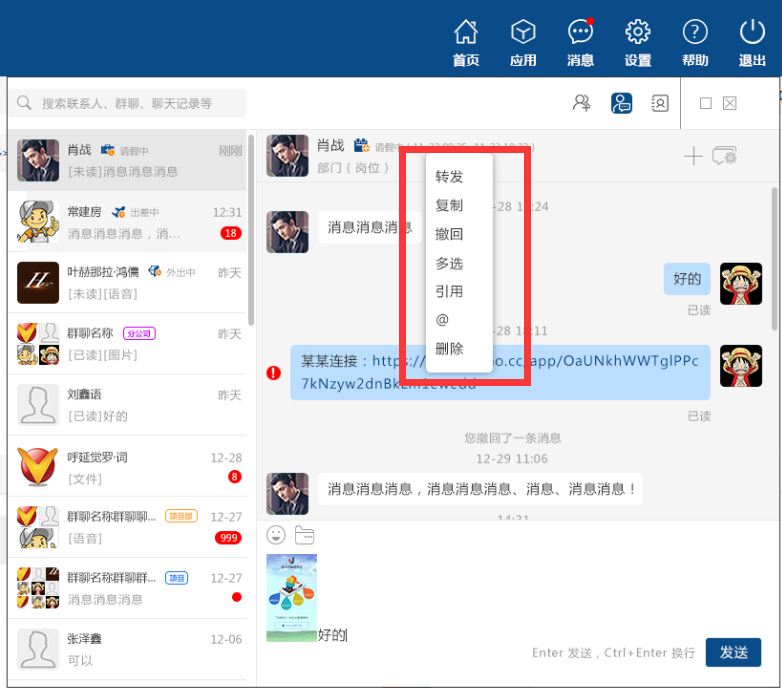 首页 应用 消息 设置 帮助 退出
搜索联系人、群聊、聊天记录等
肖战 请假中 刚刚
[未读]消息消息消息
常建房 出差中 12:31
消息消息消息，消... 18
叶赫那拉·鸿儒 外出中 昨天
[未读][语音]
群聊名称 分公司 昨天
[已读][图片]
刘鑫语 昨天
[已读]好的
呼延觉罗·词 12-28
[文件] 8
群聊名称群聊聊... 项目部 12-27
[语音] 999
群聊名称群聊群... 项目 12-27
消息消息消息
张泽鑫 12-06
可以
肖战 请假中
部门（岗位）
转发
复制
撤回
多选
引用
@
删除
-28 18:24
消息消息消息
好的
已读
-28 18:11
某某连接：https:/ o.cc/app/OaUNkhWWTglPPc
7kNzyw2dnBk
已读
您撤回了一条消息
12-29 11:06
消息消息消息，消息消息消息、消息、消息消息！
14:31
好的
Enter 发送，Ctrl+Enter 换行 发送